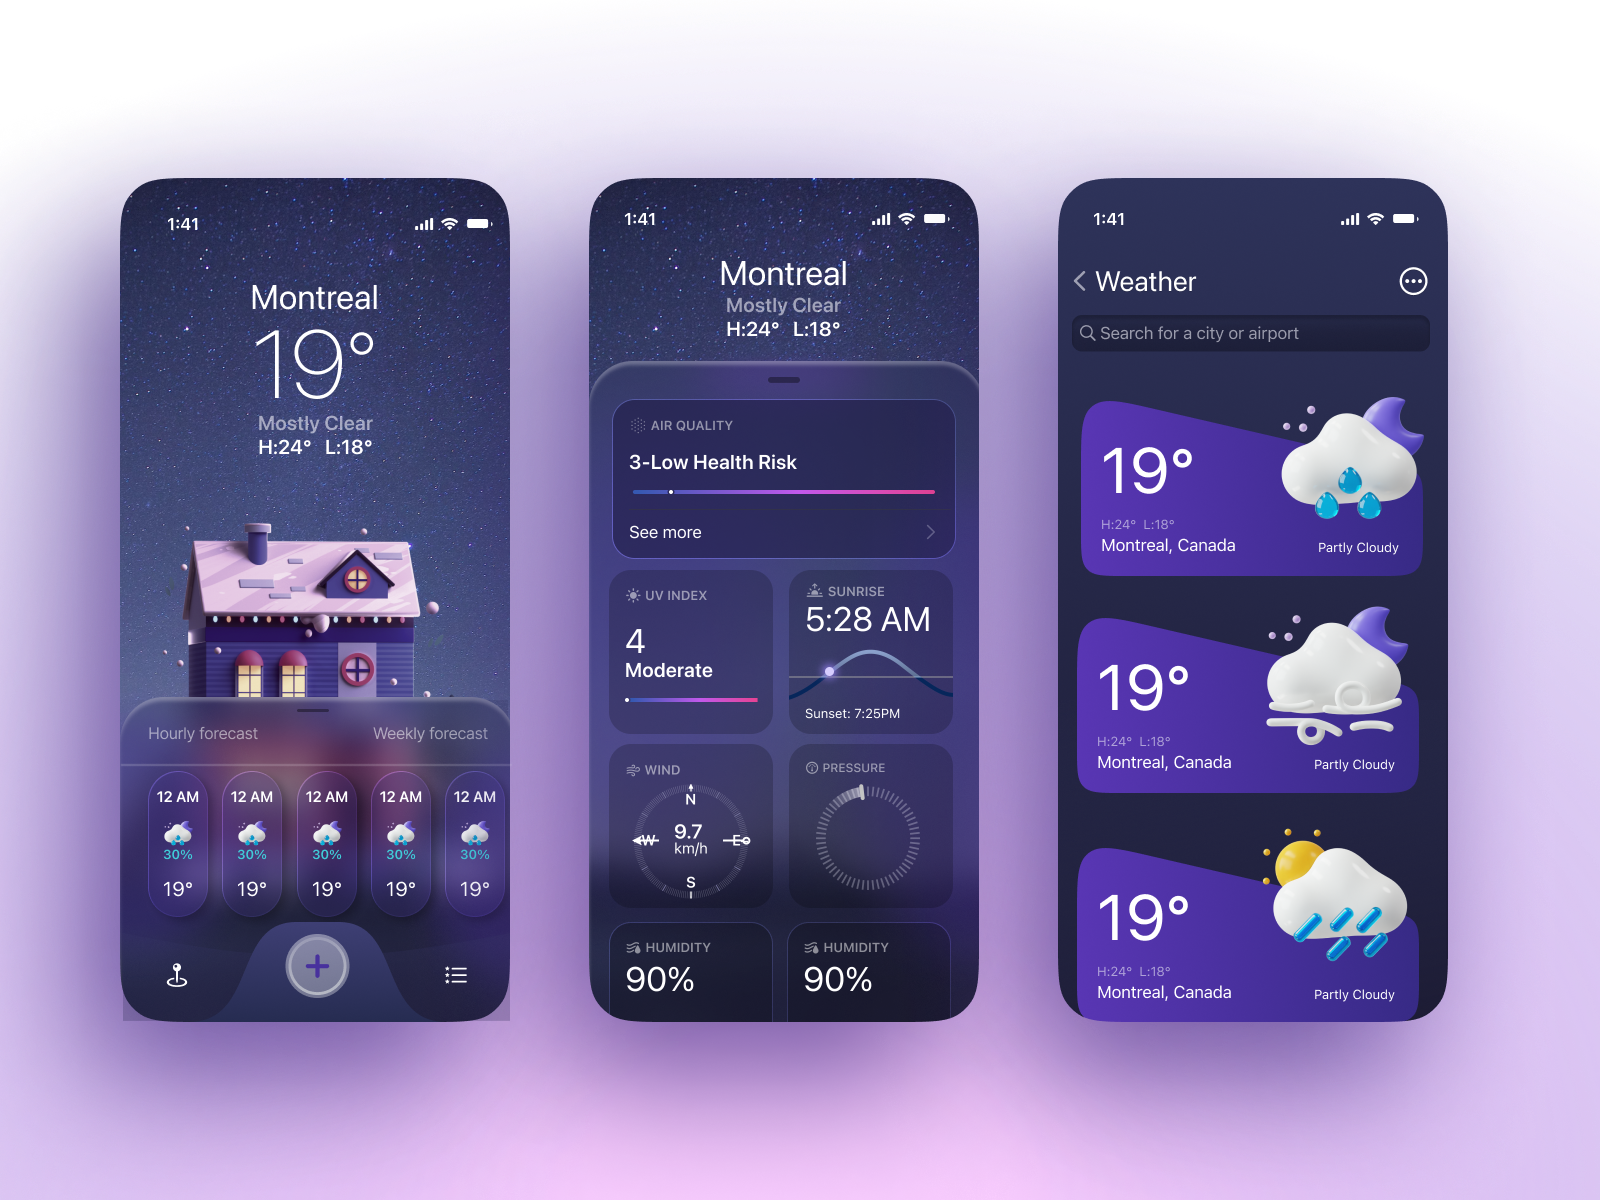 1:41
Montreal
19°
Mostly Clear
H:24° L:18°
Hourly forecast Weekly forecast
12 AM 12 AM 12 AM 12 AM 12 AM
30% 30% 30% 30% 30%
19° 19° 19° 19° 19°
1:41
Montreal
Mostly Clear
H:24° L:18°
AIR QUALITY
3-Low Health Risk
See more
UV INDEX
4
Moderate
SUNRISE
5:28 AM
Sunset: 7:25PM
WIND
N
W 9.7 E
km/h
S
PRESSURE
HUMIDITY
90%
HUMIDITY
90%
1:41
Weather
Search for a city or airport
19°
H:24° L:18°
Montreal, Canada
Partly Cloudy
19°
H:24° L:18°
Montreal, Canada
Partly Cloudy
19°
H:24° L:18°
Montreal, Canada
Partly Cloudy